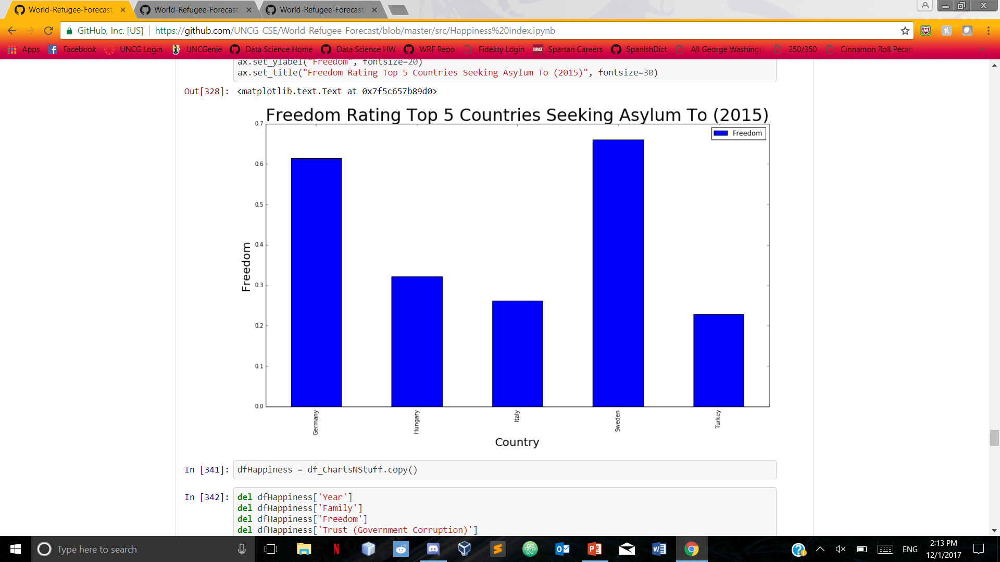 World-Refugee-Forecast
World-Refugee-Forecast
World-Refugee-Forecast
GitHub, Inc. [US]
https://github.com/UNCG-CSE/World-Refugee-Forecast/blob/master/src/Happiness%20Index.ipynb
Apps
Facebook
UNCG Login
UNCGenie
Data Science Home
Data Science HW
WRF Repo
Fidelity Login
BB&T
Spartan Careers
SpanishDict
All George Washingt
250/350
Cinnamon Roll Pecan
ax.set_ylabel("Freedom", fontsize=20)
ax.set_title("Freedom Rating Top 5 Countries Seeking Asylum To (2015)", fontsize=30)
Out[328]: <matplotlib.text.Text at 0x7f5c657b89d0>
Freedom Rating Top 5 Countries Seeking Asylum To (2015)
Freedom
0.7
0.6
0.5
0.4
0.3
0.2
0.1
0.0
Freedom
Germany
Hungary
Italy
Sweden
Turkey
Country
In [341]: dfHappiness = df_ChartsNStuff.copy()
In [342]: del dfHappiness['Year']
del dfHappiness['Family']
del dfHappiness['Freedom']
del dfHappiness['Trust (Government Corruption)']
Type here to search
ENG
2:13 PM
12/1/2017